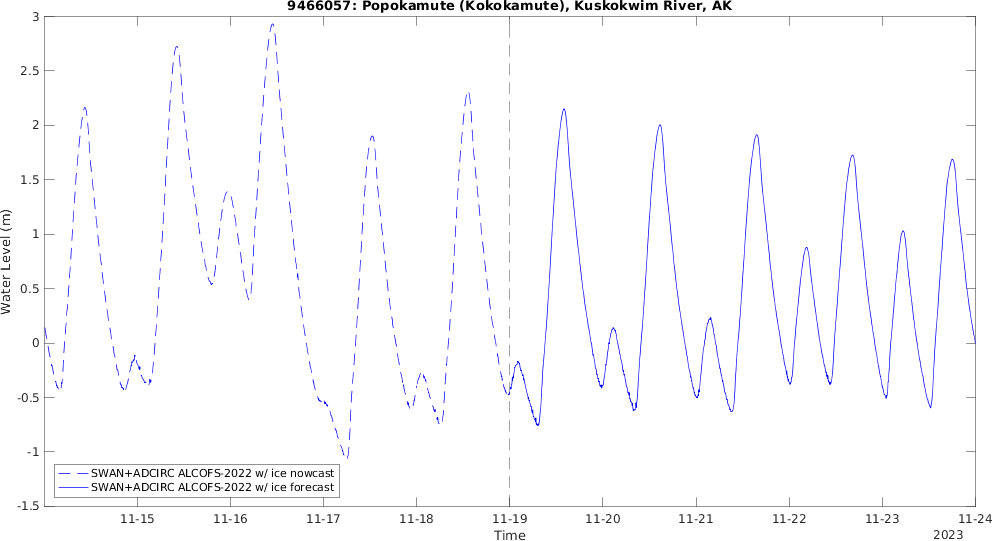 9466057: Popokamute (Kokokamute), Kuskokwim River, AK
3
2.5
2
1.5
1
0.5
0
-0.5
-1
-1.5
Water Level (m)
SWAN+ADCIRC ALCOFS-2022 w/ ice nowcast
SWAN+ADCIRC ALCOFS-2022 w/ ice forecast
11-15 11-16 11-17 11-18 11-19 11-20 11-21 11-22 11-23 11-24
Time
2023